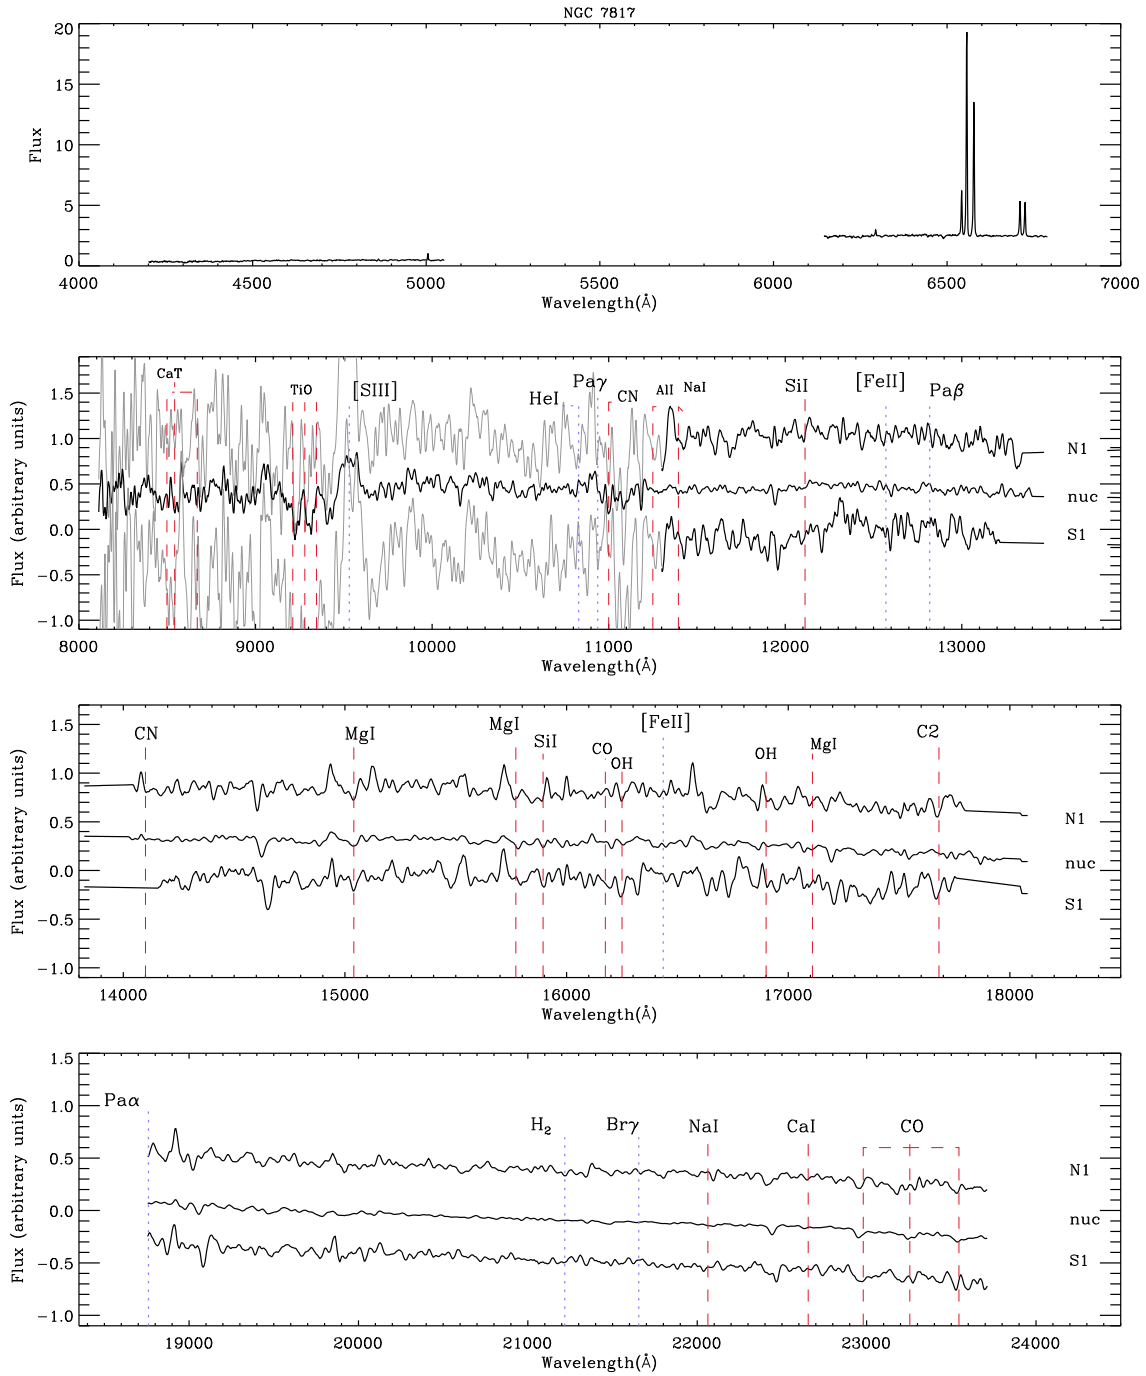 NGC 7817
20
15
10
5
0
Flux
4000 4500 5000 5500 6000 6500 7000
Wavelength(Å)
CaT TiO [SIII] HeI Paγ CN AlI NaI SiI [FeII] Paβ
1.5
1.0
0.5
0.0
−0.5
−1.0
Flux (arbitrary units)
N1
nuc
S1
8000 9000 10000 11000 12000 13000
Wavelength(Å)
CN MgI MgI SiI CO OH [FeII] OH MgI C2
1.5
1.0
0.5
0.0
−0.5
−1.0
Flux (arbitrary units)
N1
nuc
S1
14000 15000 16000 17000 18000
Wavelength(Å)
Paα H₂ Brγ NaI CaI CO
1.5
1.0
0.5
0.0
−0.5
−1.0
Flux (arbitrary units)
N1
nuc
S1
19000 20000 21000 22000 23000 24000
Wavelength(Å)